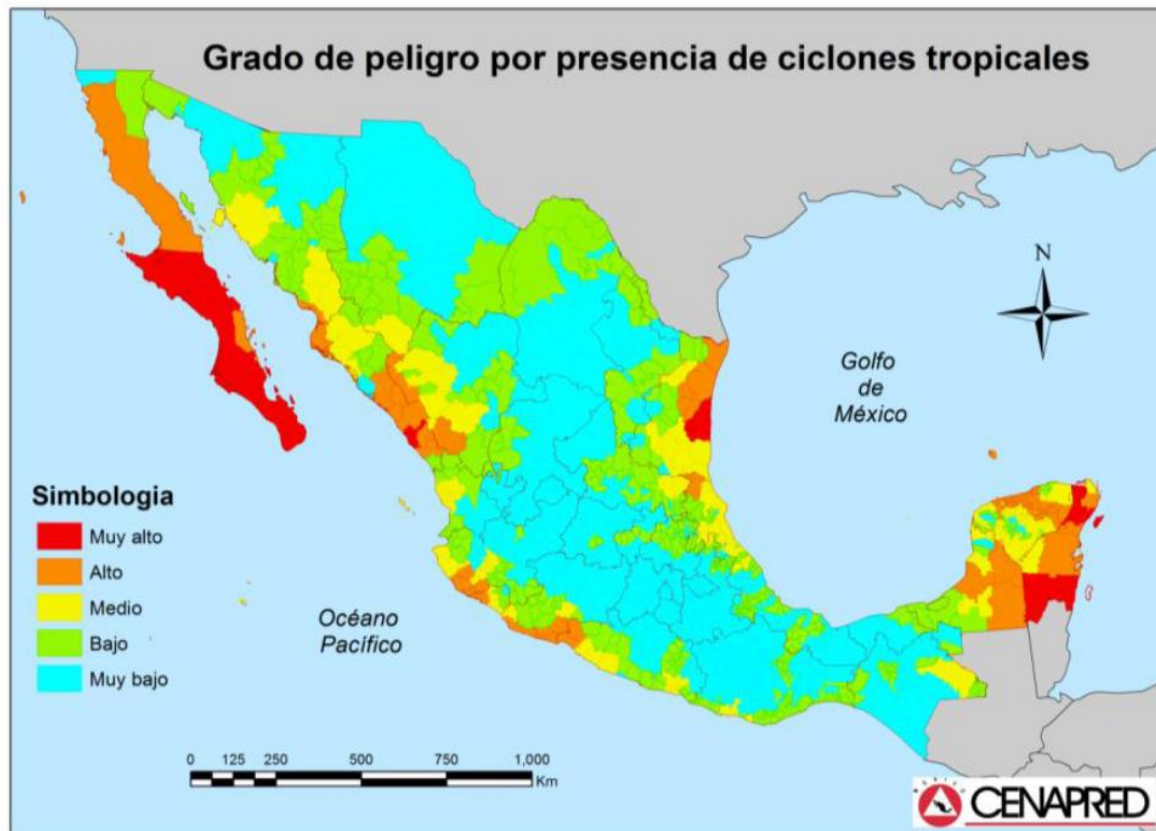 Grado de peligro por presencia de ciclones tropicales
N
Golfo
de
México
Simbologia
Muy alto
Alto
Medio
Bajo
Muy bajo
Océano
Pacífico
0 125 250 500 750 1,000
Km
CENAPRED